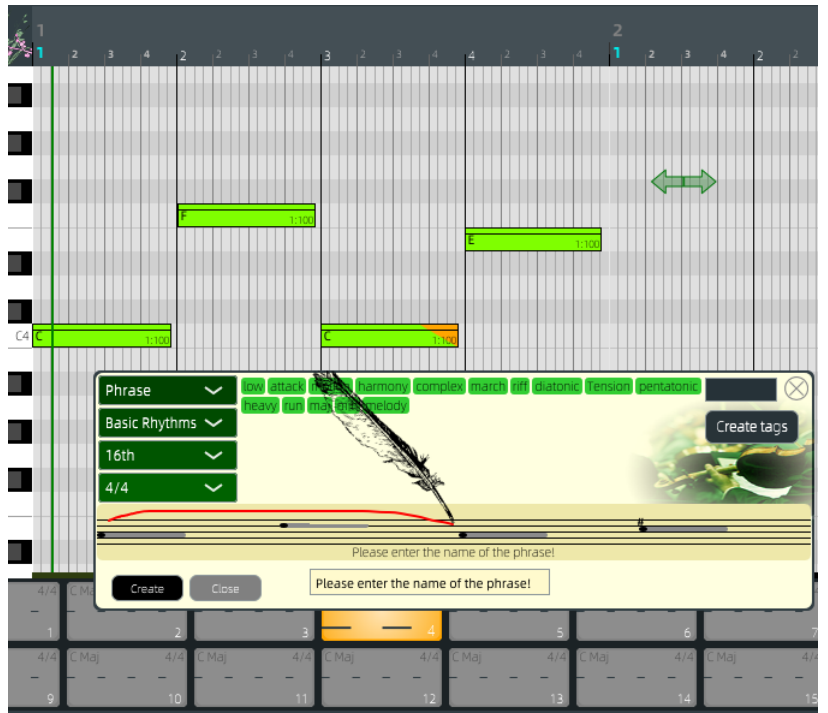 1 2
1 2 3 4 2 2 3 4 3 2 3 4 4 2 3 4 1 2 3 4 2 2
F 1:100
E 1:100
C4 C 1:100 C 1:100
Phrase low attack harmony complex march riff diatonic Tension pentatonic
heavy run melody
Basic Rhythms Create tags
16th
4/4
#
Please enter the name of the phrase!
Create Close Please enter the name of the phrase!
4/4 C Maj
1 2 3 4 5 6 7
4/4 C Maj 4/4 C Maj 4/4 C Maj 4/4 C Maj 4/4 C Maj 4/4 C Maj 4/4
9 10 11 12 13 14 15